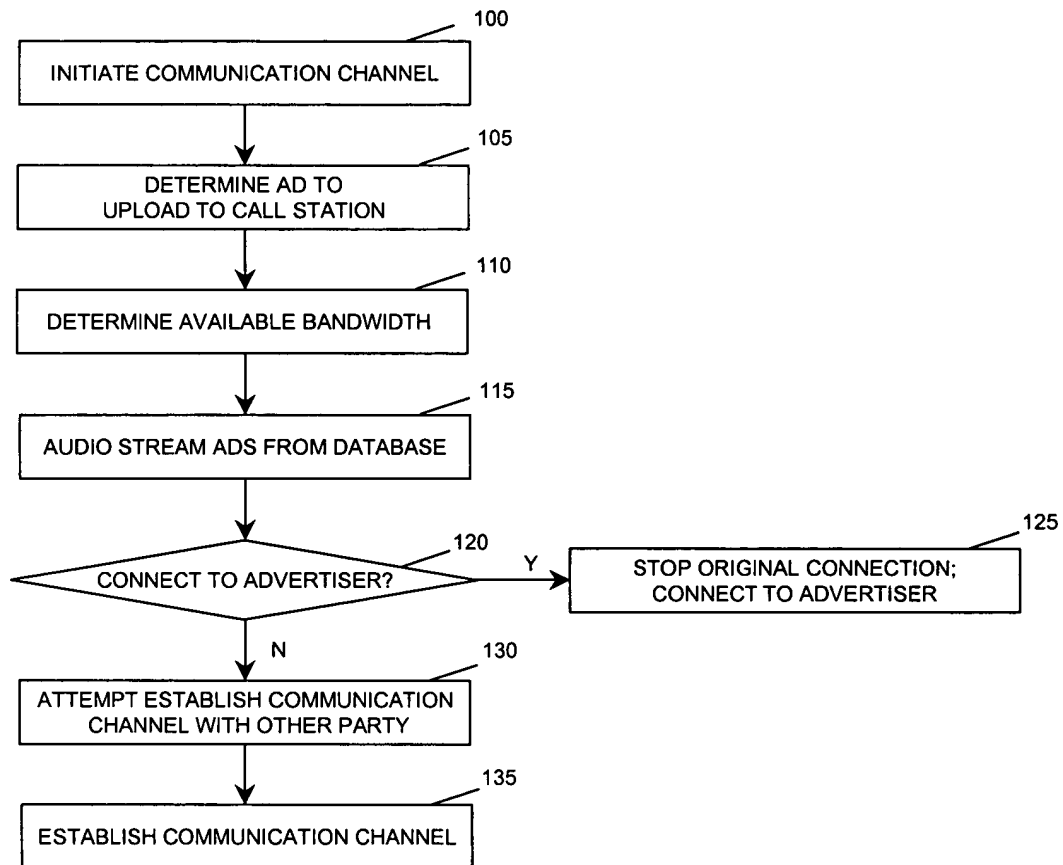 100
INITIATE COMMUNICATION CHANNEL
105
DETERMINE AD TO
UPLOAD TO CALL STATION
110
DETERMINE AVAILABLE BANDWIDTH
115
AUDIO STREAM ADS FROM DATABASE
120
CONNECT TO ADVERTISER?
Y
125
STOP ORIGINAL CONNECTION;
CONNECT TO ADVERTISER
N
130
ATTEMPT ESTABLISH COMMUNICATION
CHANNEL WITH OTHER PARTY
135
ESTABLISH COMMUNICATION CHANNEL